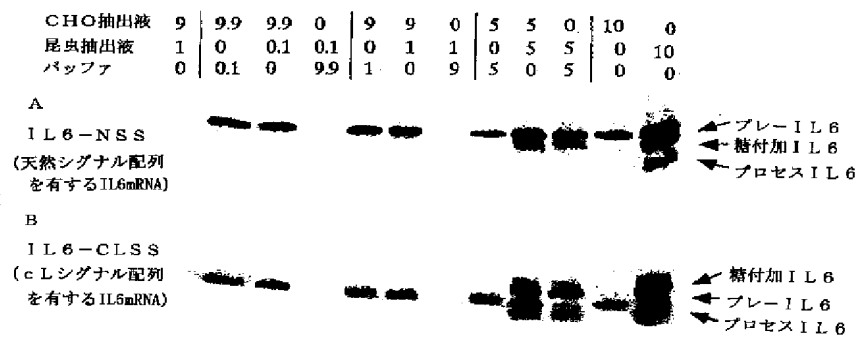 CHO抽出液 9 9.9 9.9 0 9 9 0 5 5 0 10 0
昆虫抽出液 1 0 0.1 0.1 0 1 1 0 5 5 0 10
バッファ 0 0.1 0 9.9 1 0 9 5 0 5 0 0
A
IL6-NSS
(天然シグナル配列
を有するIL6mRNA)
プレーIL6
糖付加IL6
プロセスIL6
B
IL6-CLSS
(cLシグナル配列
を有するIL6mRNA)
糖付加IL6
プレーIL6
プロセスIL6